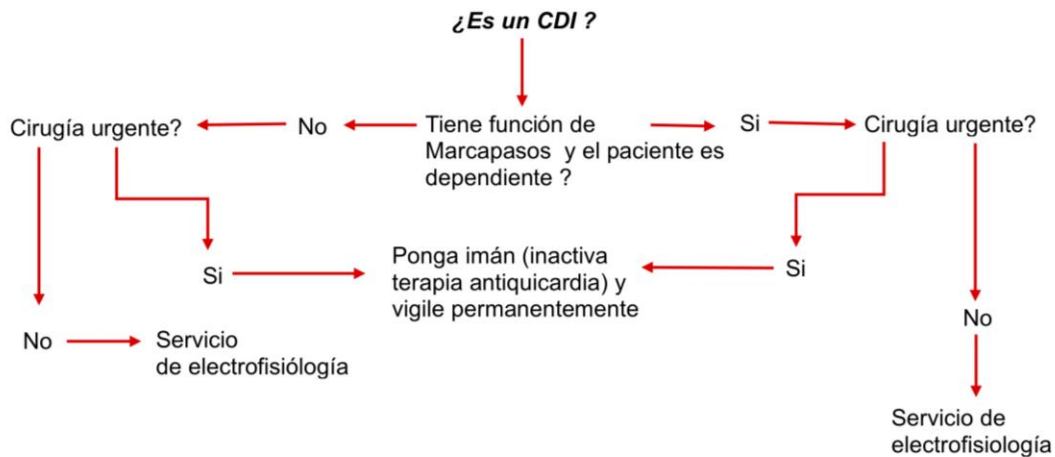 ¿Es un CDI ?
Cirugía urgente?
No
Tiene función de
Marcapasos y el paciente es
dependiente ?
Si
Cirugía urgente?
Si
Ponga imán (inactiva
terapia antiquicardia) y
vigile permanentemente
Si
No
Servicio
de electrofisiólogía
No
Servicio de
electrofisiología